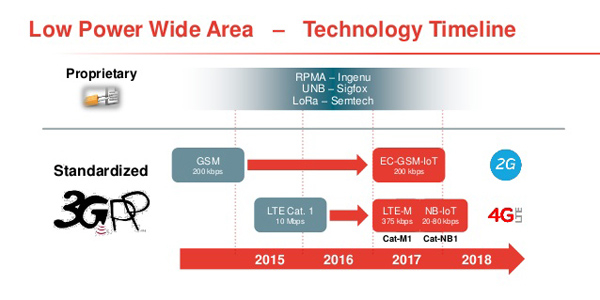 Low Power Wide Area – Technology Timeline
Proprietary
RPMA – Ingenu
UNB – Sigfox
LoRa – Semtech
Standardized
3GPP
GSM
200 kbps
EC-GSM-IoT
200 kbps
2G
LTE Cat. 1
10 Mbps
LTE-M NB-IoT
375 kbps 20-80 kbps
Cat-M1 Cat-NB1
4G LTE
2015 2016 2017 2018